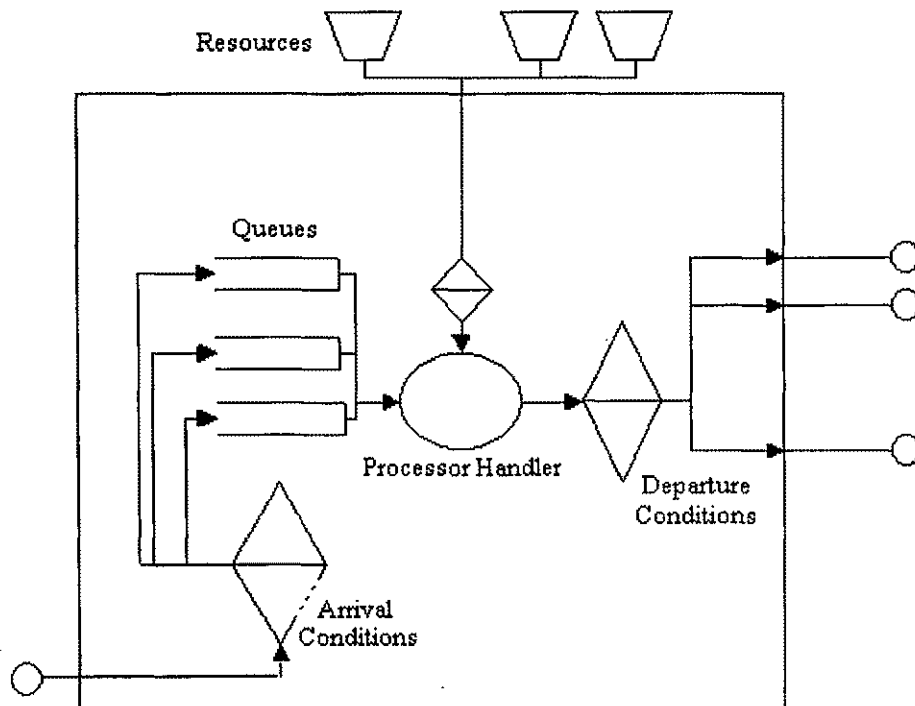 Resources
Queues
Processor Handler
Departure
Conditions
Arrival
Conditions